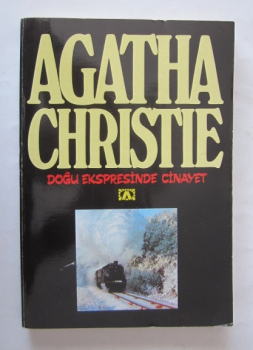 AGATHA
CHRISTIE
DOĞU EKSPRESİNDE CİNAYET